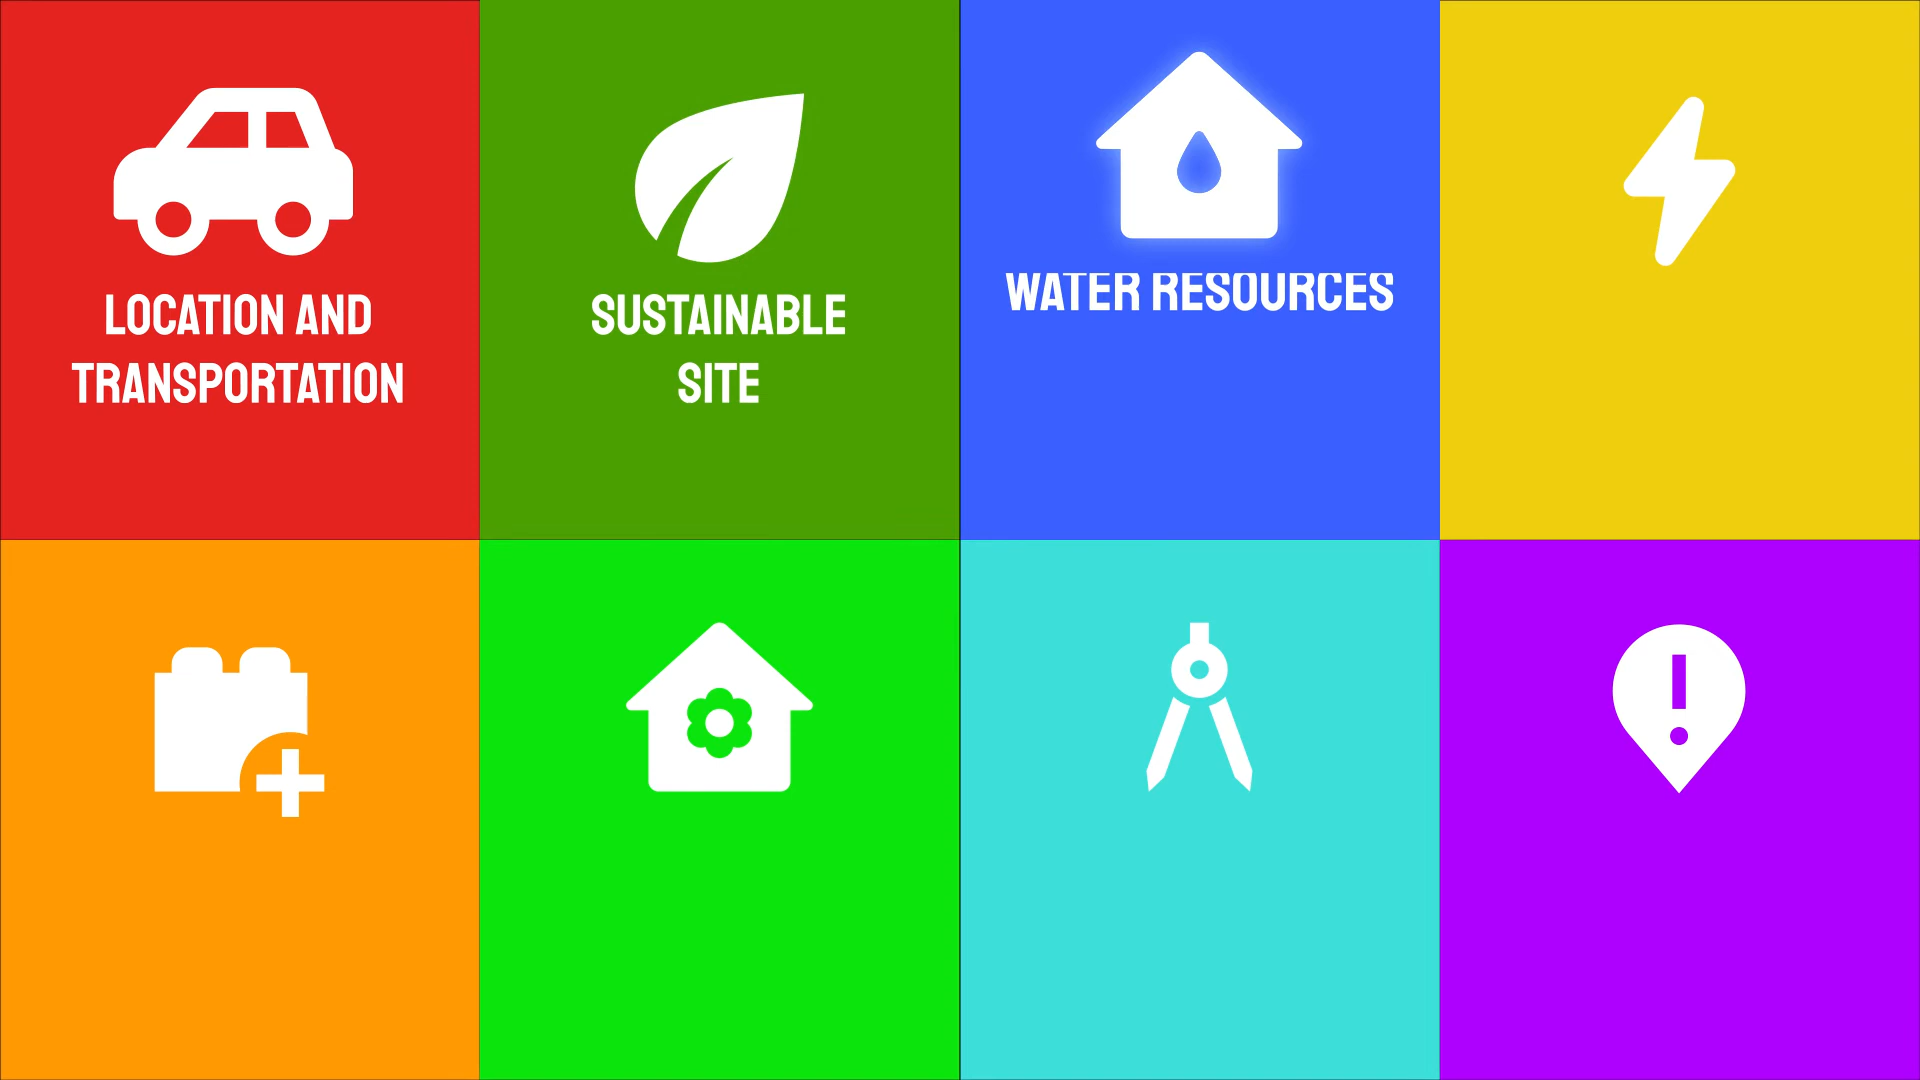 LOCATION AND
TRANSPORTATION
SUSTAINABLE
SITE
WATER RESOURCES